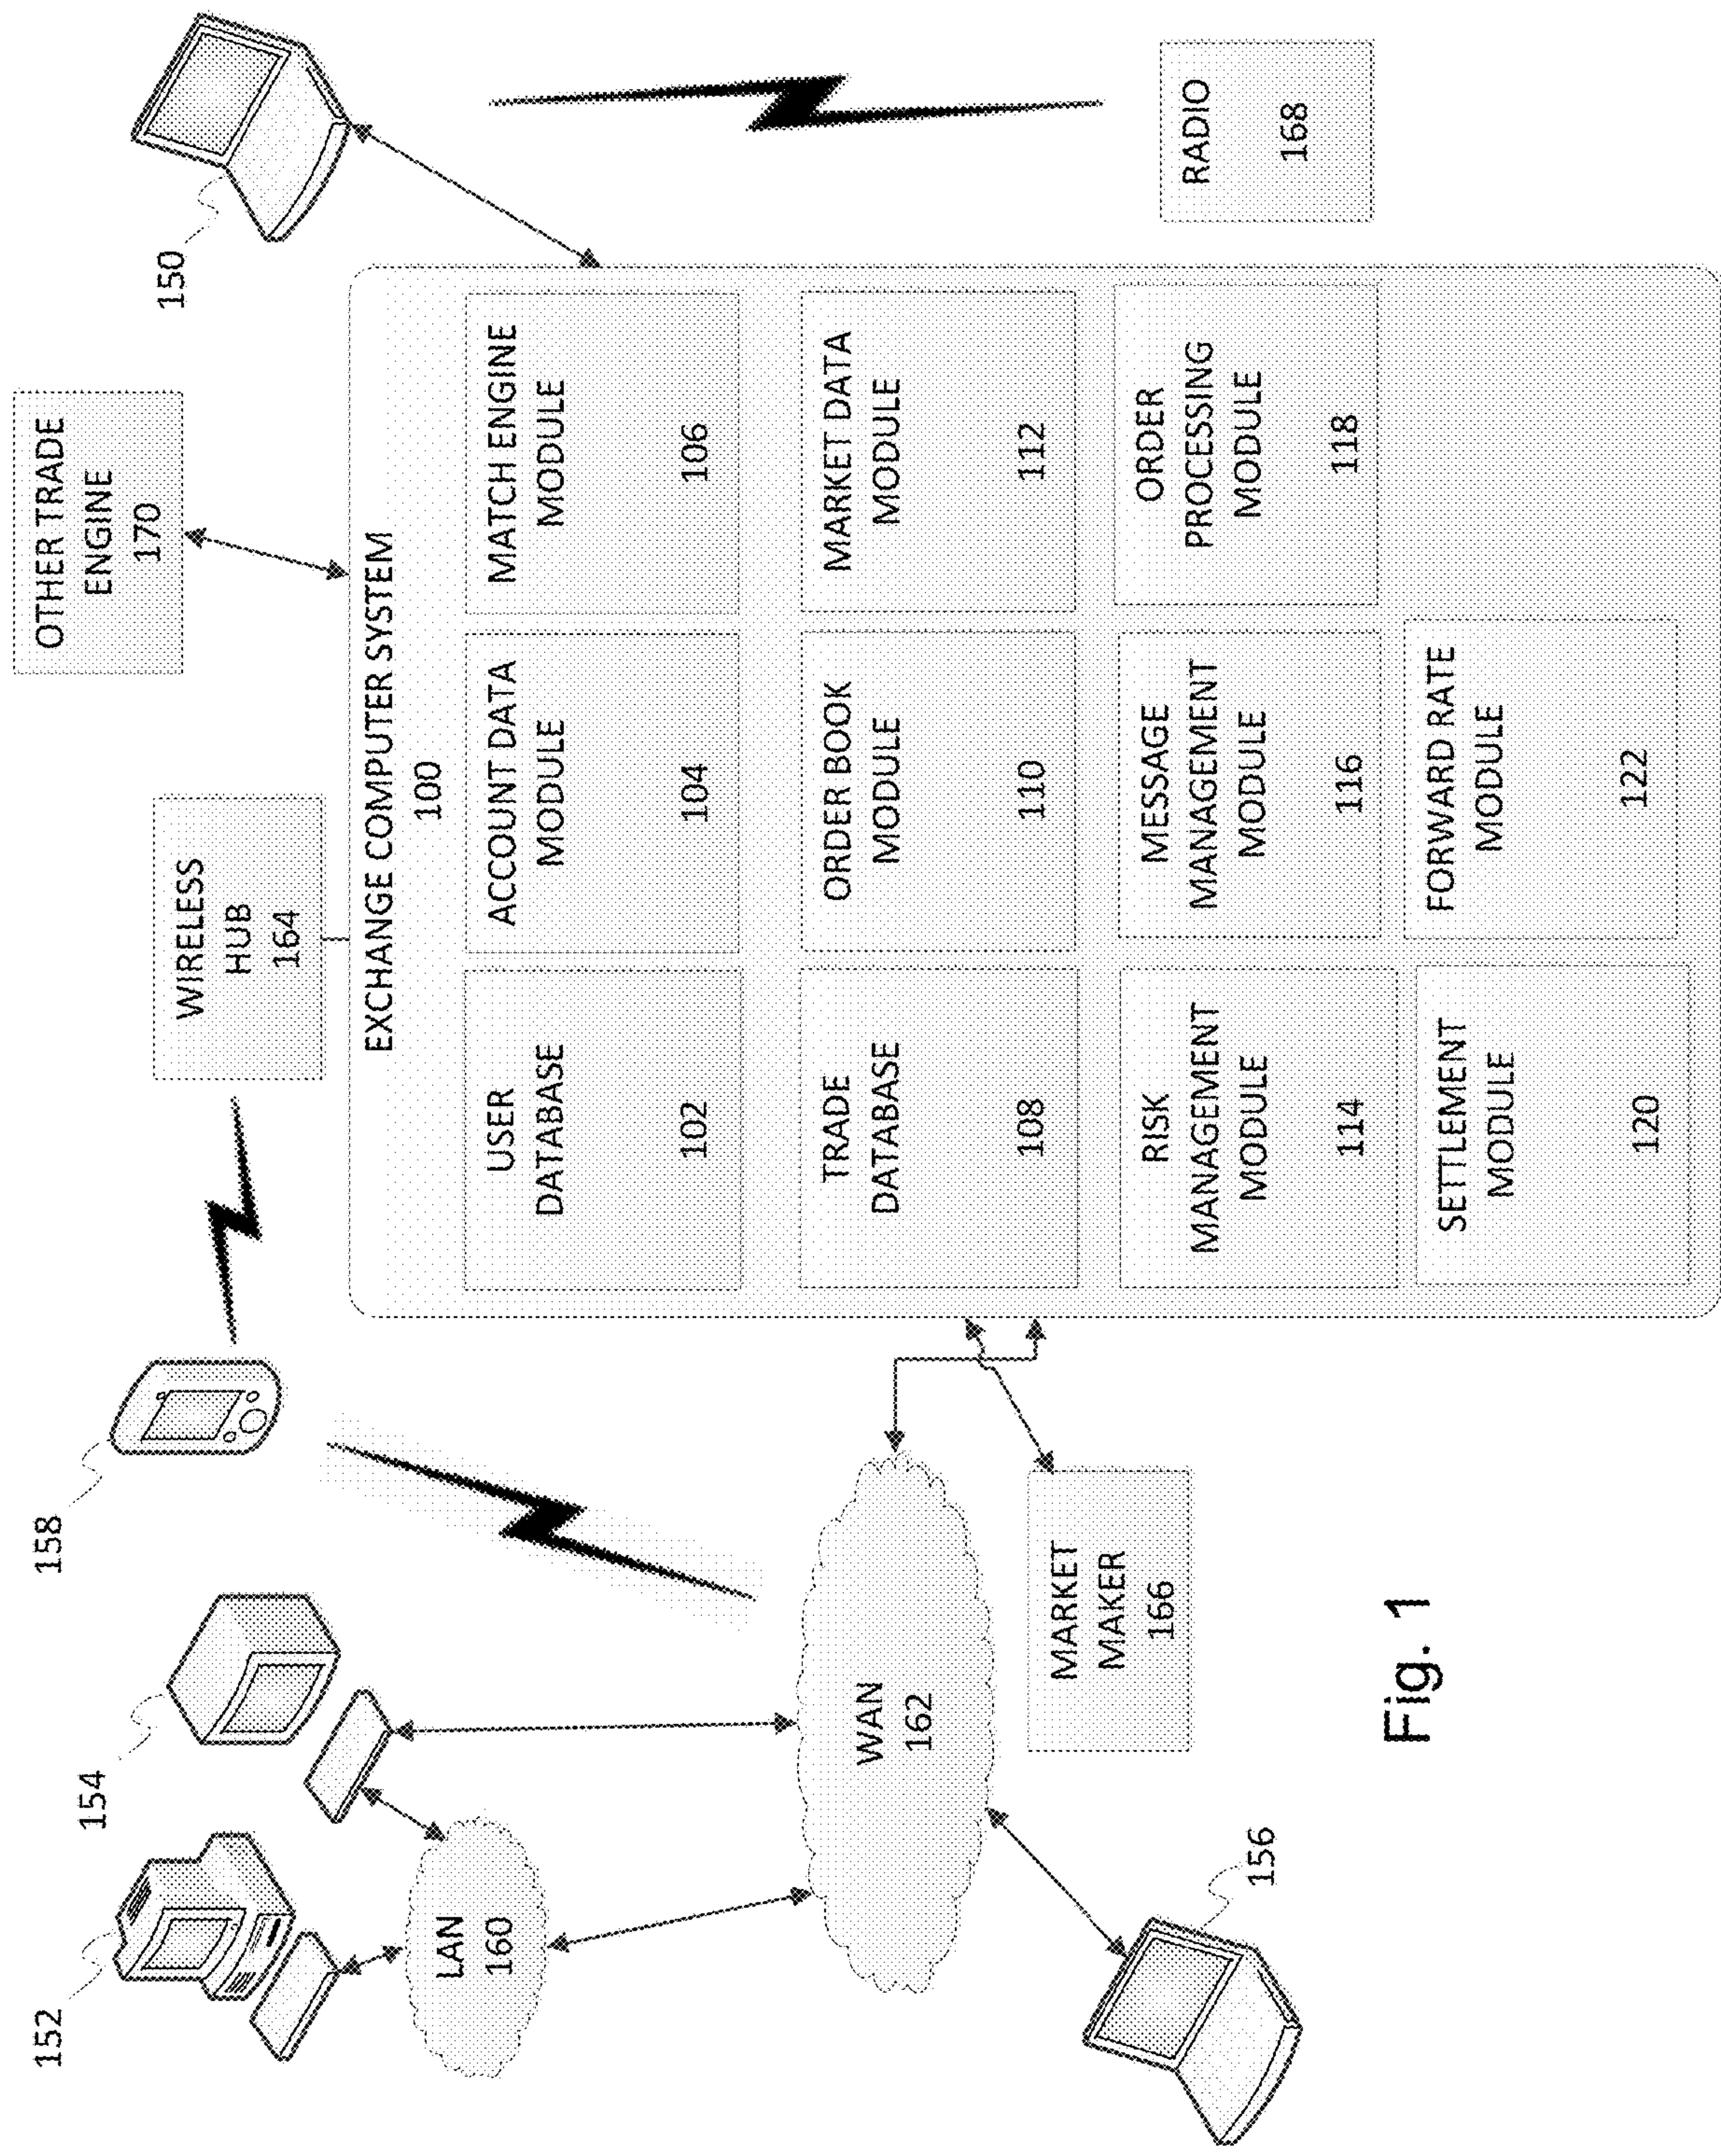 152
154
158
150
OTHER TRADE
ENGINE
170
WIRELESS
HUB
164
EXCHANGE COMPUTER SYSTEM
100
USER
DATABASE
102
ACCOUNT DATA
MODULE
104
MATCH ENGINE
MODULE
106
TRADE
DATABASE
108
ORDER BOOK
MODULE
110
MARKET DATA
MODULE
112
RISK
MANAGEMENT
MODULE
114
MESSAGE
MANAGEMENT
MODULE
116
ORDER
PROCESSING
MODULE
118
SETTLEMENT
MODULE
120
FORWARD RATE
MODULE
122
LAN
160
WAN
162
MARKET
MAKER
166
RADIO
168
156
Fig. 1